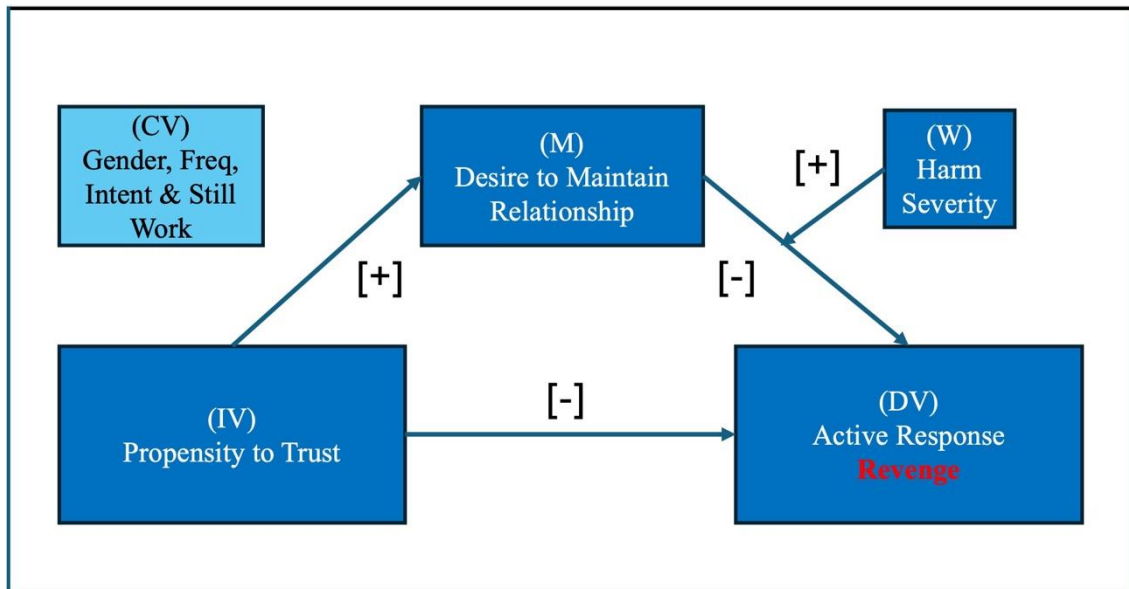 (CV)
Gender, Freq,
Intent & Still
Work
(M)
Desire to Maintain
Relationship
[+]
(W)
Harm
Severity
[+]
[-]
(IV)
Propensity to Trust
[-]
(DV)
Active Response
Revenge